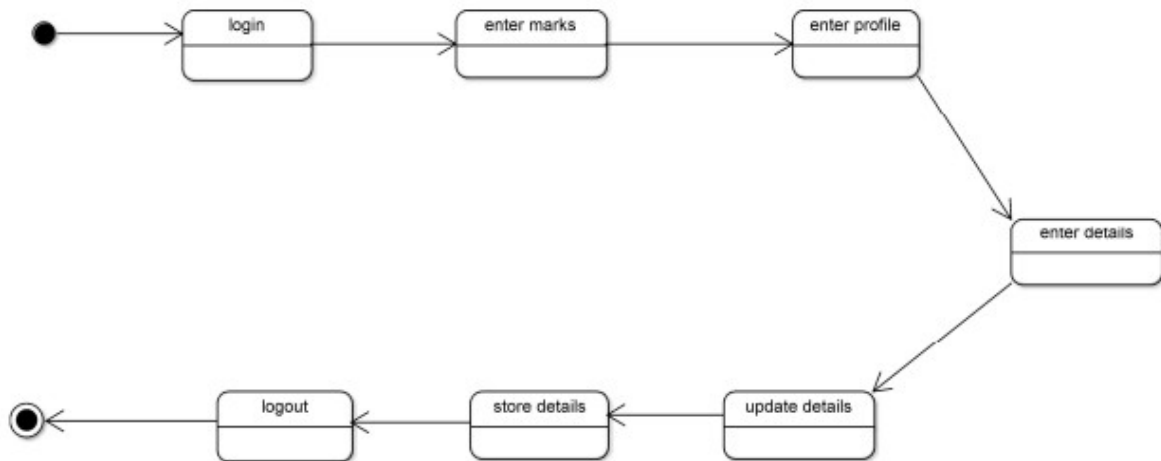 login
enter marks
enter profile
enter details
update details
store details
logout